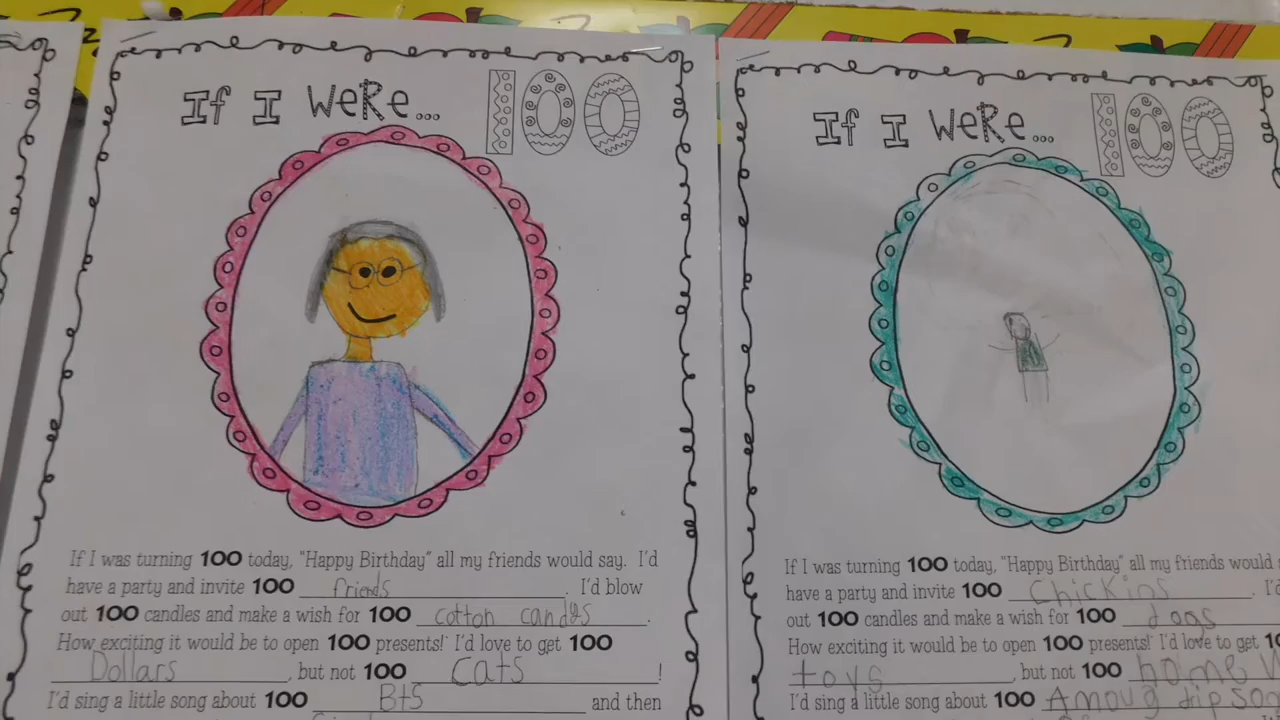 If I WeRe... 100
If I was turning 100 today, "Happy Birthday" all my friends would say. I'd
have a party and invite 100 friends. I'd blow
out 100 candles and make a wish for 100 cotton candes.
How exciting it would be to open 100 presents! I'd love to get 100
Dollars, but not 100 cats!
I'd sing a little song about 100 Bts and then
If I WeRe... 100
If I was turning 100 today, "Happy Birthday" all my friends would
have a party and invite 100 Chickins. I'd
out 100 candles and make a wish for 100 dogs
How exciting it would be to open 100 presents! I'd love to get
toys, but not 100 home
I'd sing a little song about 100 Amoug drip